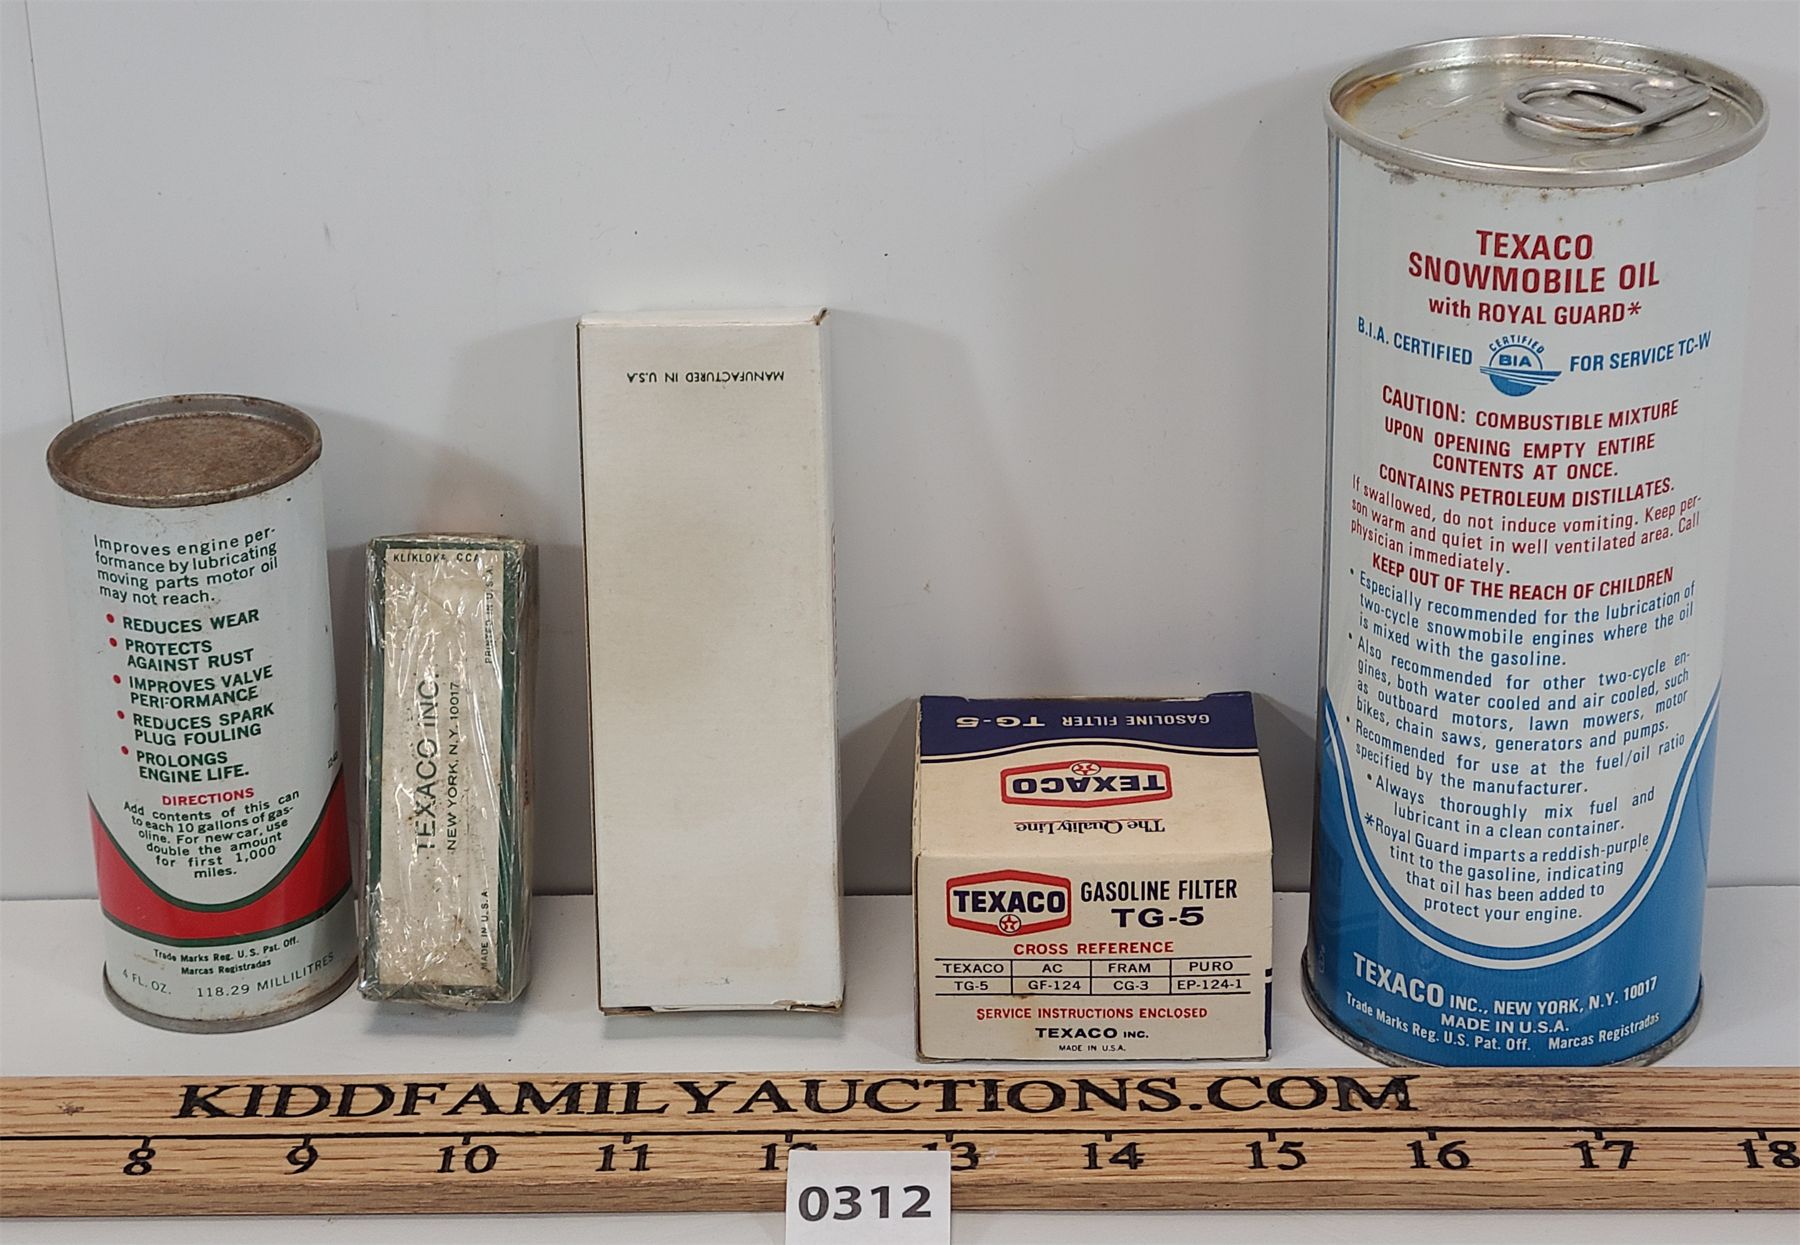 Improves engine per-
formance by lubricating
moving parts motor oil
may not reach.
• REDUCES WEAR
• PROTECTS
AGAINST RUST
• IMPROVES VALVE
PERFORMANCE
• REDUCES SPARK
PLUG FOULING
• PROLONGS
ENGINE LIFE.
DIRECTIONS
Add contents of this can
to each 10 gallons of gas-
oline. For new car, use
double the amount
for first 1,000
miles.
Trade Marks Reg. U.S. Pat. Off.
Marcas Registradas
4 FL. OZ. 118.29 MILLILITRES
KLIKLOK
PRINTED IN U.S.A.
TEXACO INC.
NEW YORK, N.Y. 10017
MADE IN U.S.A.
MANUFACTURED IN U.S.A
GASOLINE FILTER TG-5
TEXACO
The Quality Line
TEXACO
GASOLINE FILTER
TG-5
CROSS REFERENCE
TEXACO AC FRAM PURO
TG-5 GF-124 CG-3 EP-124-1
SERVICE INSTRUCTIONS ENCLOSED
TEXACO INC.
MADE IN U.S.A.
TEXACO
SNOWMOBILE OIL
with ROYAL GUARD*
B.I.A. CERTIFIED CERTIFIED BIA FOR SERVICE TC-W
CAUTION: COMBUSTIBLE MIXTURE
UPON OPENING EMPTY ENTIRE
CONTENTS AT ONCE.
CONTAINS PETROLEUM DISTILLATES.
If swallowed, do not induce vomiting. Keep per-
son warm and quiet in well ventilated area. Call
physician immediately.
KEEP OUT OF THE REACH OF CHILDREN
• Especially recommended for the lubrication of
two-cycle snowmobile engines where the oil
is mixed with the gasoline.
• Also recommended for other two-cycle en-
gines, both water cooled and air cooled, such
as outboard motors, lawn mowers, motor
bikes, chain saws, generators and pumps.
• Recommended for use at the fuel/oil ratio
specified by the manufacturer.
• Always thoroughly mix fuel and
lubricant in a clean container.
*Royal Guard imparts a reddish-purple
tint to the gasoline, indicating
that oil has been added to
protect your engine.
TEXACO INC., NEW YORK, N.Y. 10017
MADE IN U.S.A.
Trade Marks Reg. U.S. Pat. Off. Marcas Registradas
KIDDFAMILYAUCTIONS.COM
8 9 10 11 12 13 14 15 16 17 18
0312